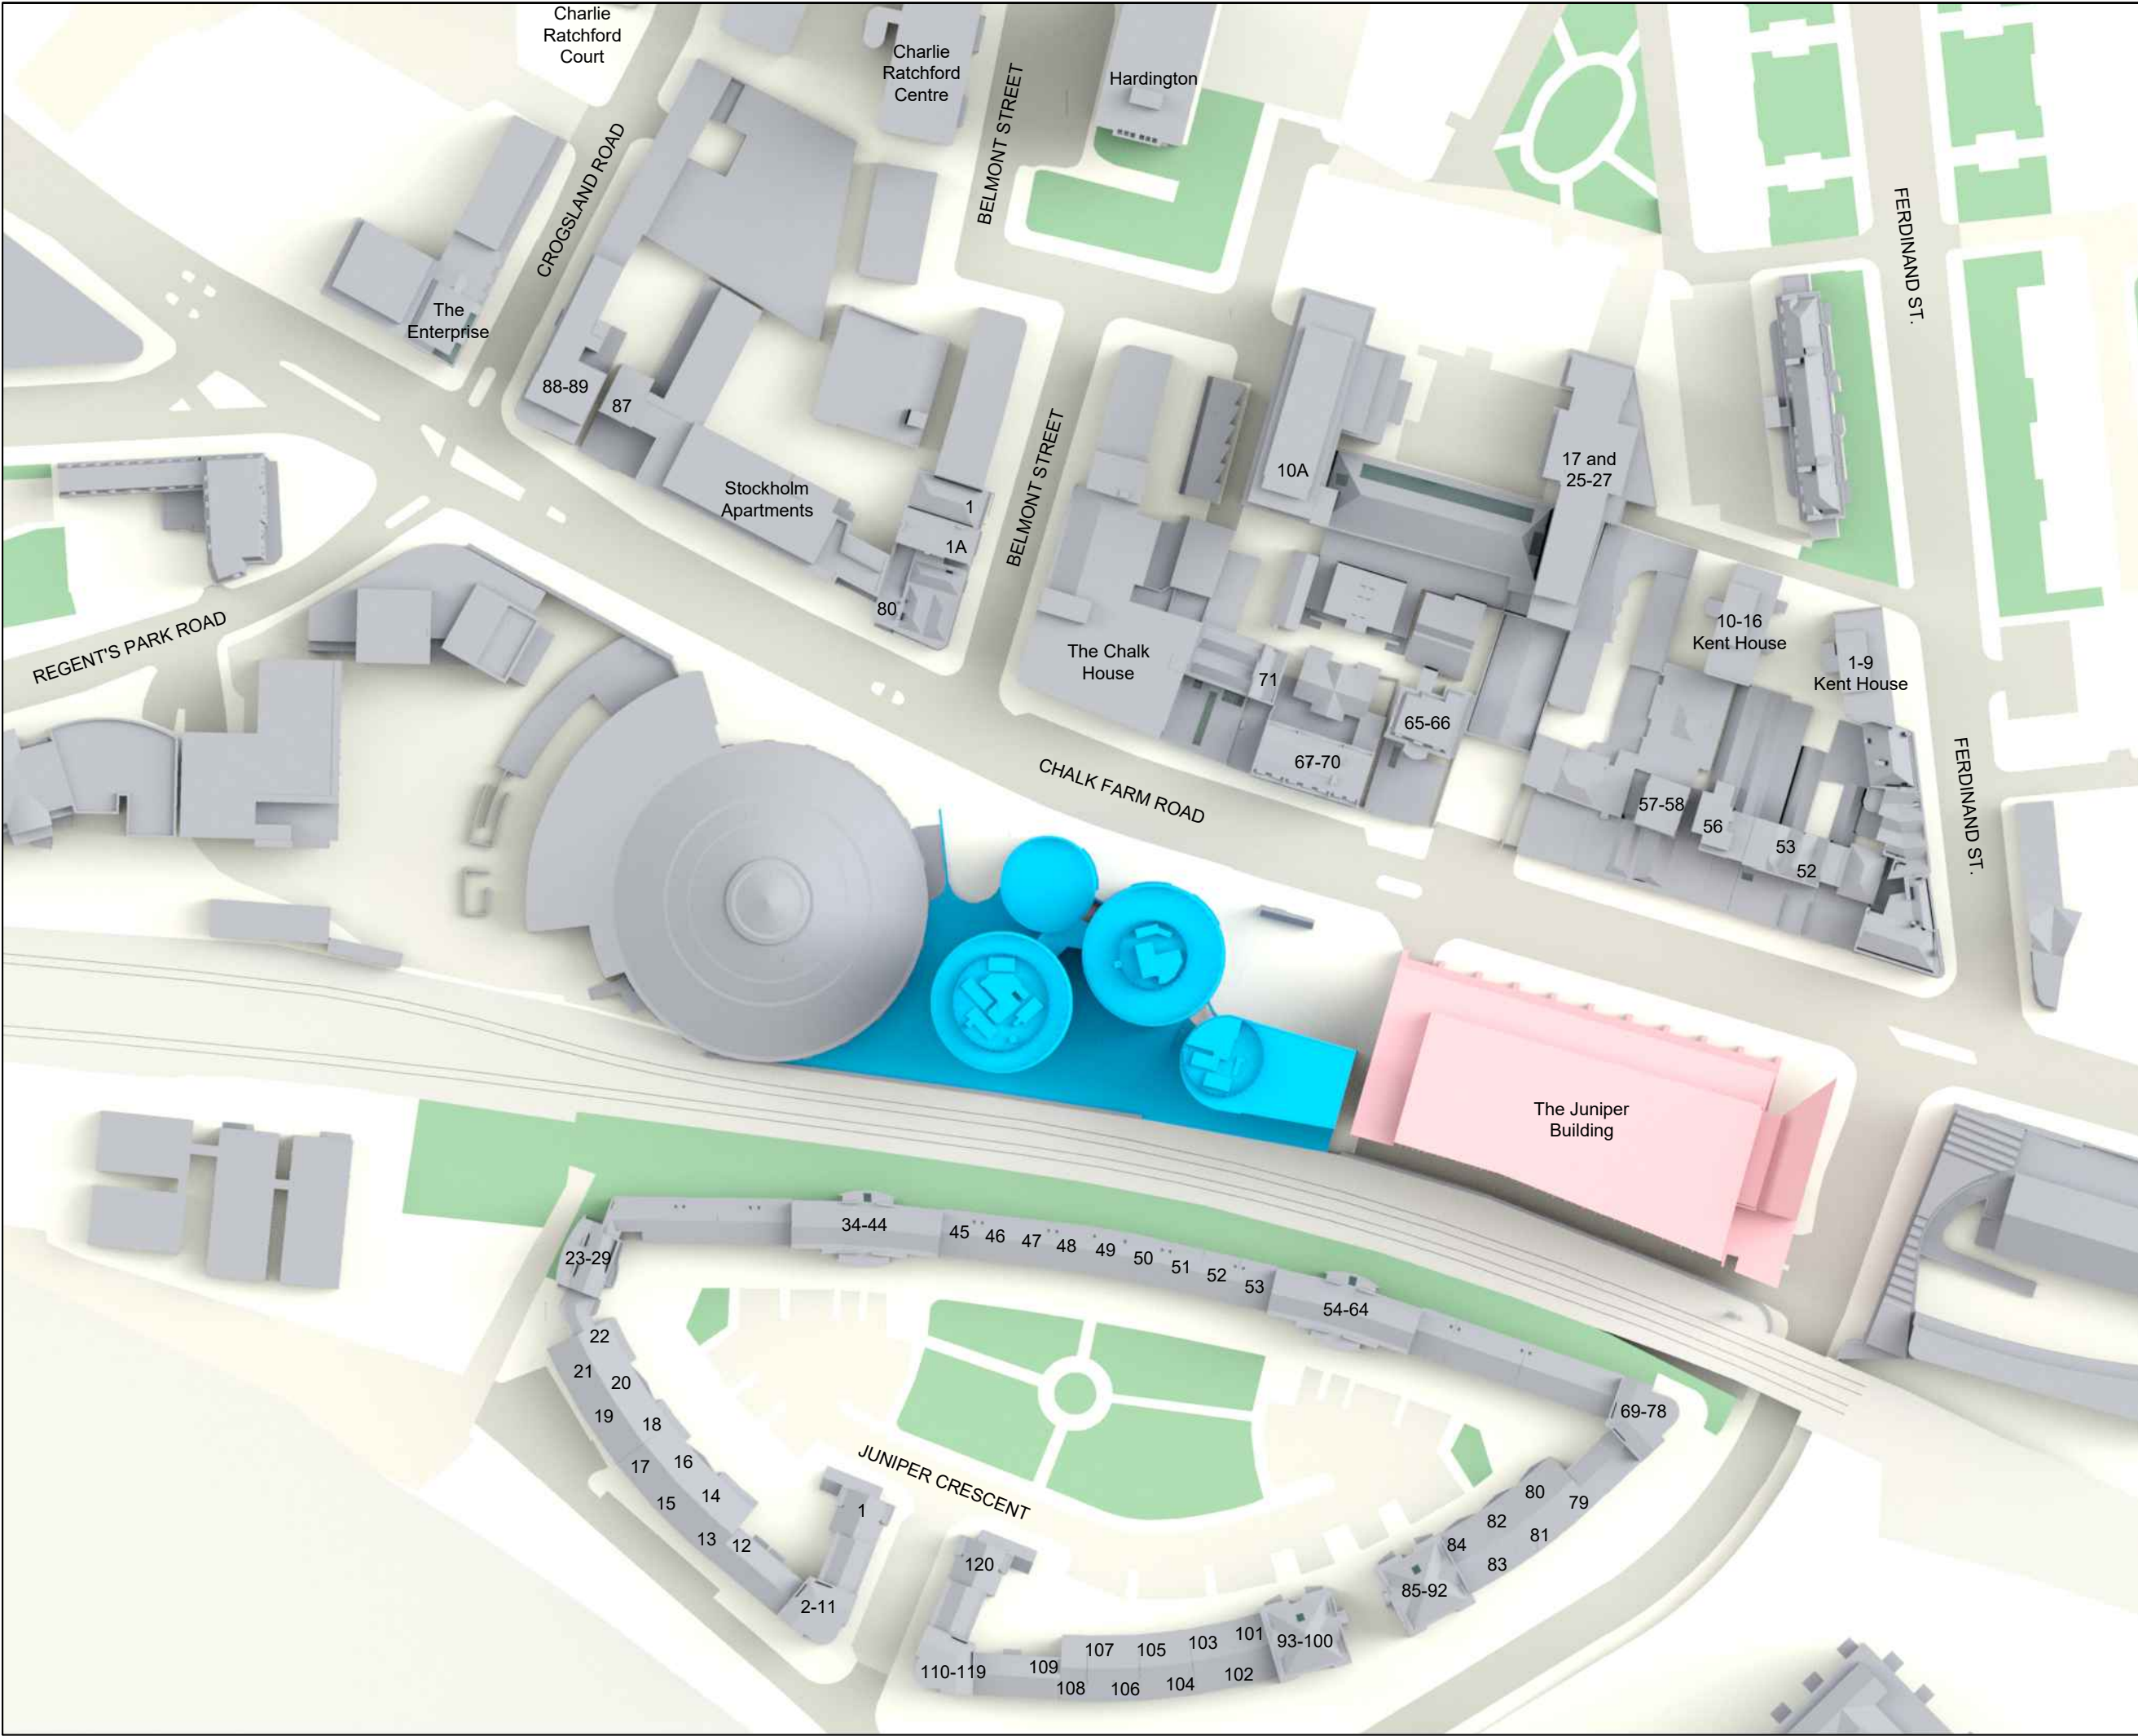 Charlie
Ratchford
Court
Charlie
Ratchford
Centre
BELMONT STREET
Hardington
CROGSLAND ROAD
FERDINAND ST.
The
Enterprise
88-89
87
Stockholm
Apartments
1
1A
80
BELMONT STREET
10A
17 and
25-27
REGENT'S PARK ROAD
The Chalk
House
71
10-16
Kent House
1-9
Kent House
65-66
67-70
CHALK FARM ROAD
57-58
56
53
52
FERDINAND ST.
The Juniper
Building
34-44
23-29
45
46
47
48
49
50
51
52
53
54-64
22
21
20
19
18
17
16
15
14
13
12
1
2-11
JUNIPER CRESCENT
69-78
80
79
82
81
84
83
85-92
120
93-100
101
103
105
107
109
110-119
108
106
104
102